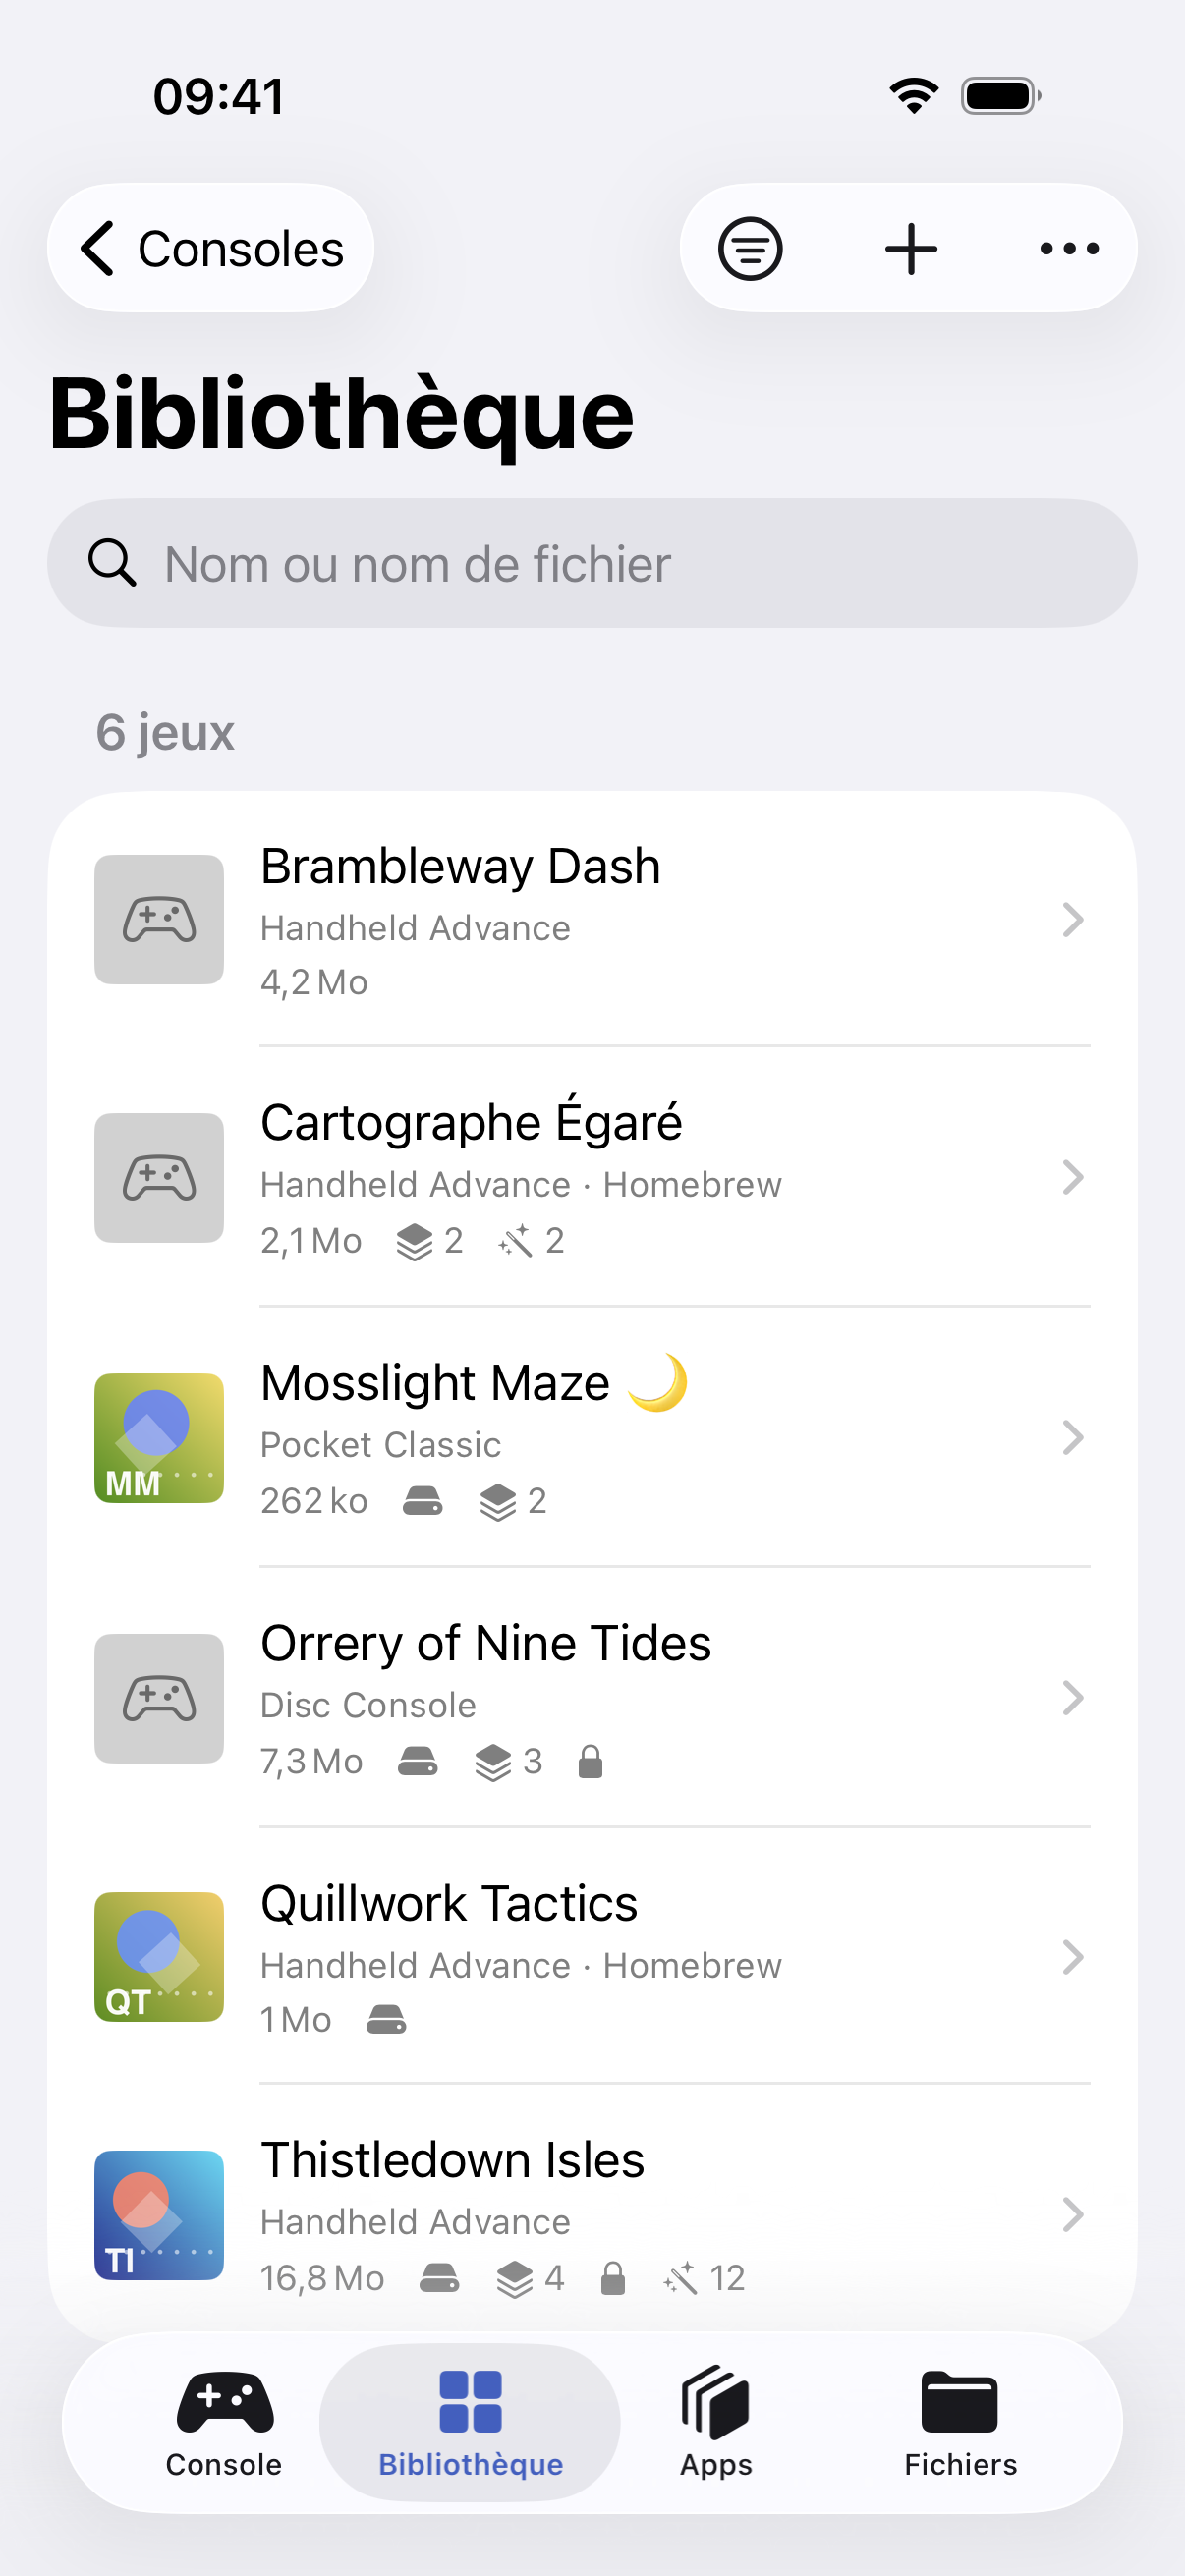 09:41
Consoles
Bibliothèque
Nom ou nom de fichier
6 jeux
Brambleway Dash
Handheld Advance
4,2 Mo
Cartographe Égaré
Handheld Advance · Homebrew
2,1 Mo 2 2
Mosslight Maze 🌙
Pocket Classic
262 ko 2
MM
Orrery of Nine Tides
Disc Console
7,3 Mo 3
Quillwork Tactics
Handheld Advance · Homebrew
1 Mo
QT
Thistledown Isles
Handheld Advance
16,8 Mo 4 12
TI
Console
Bibliothèque
Apps
Fichiers